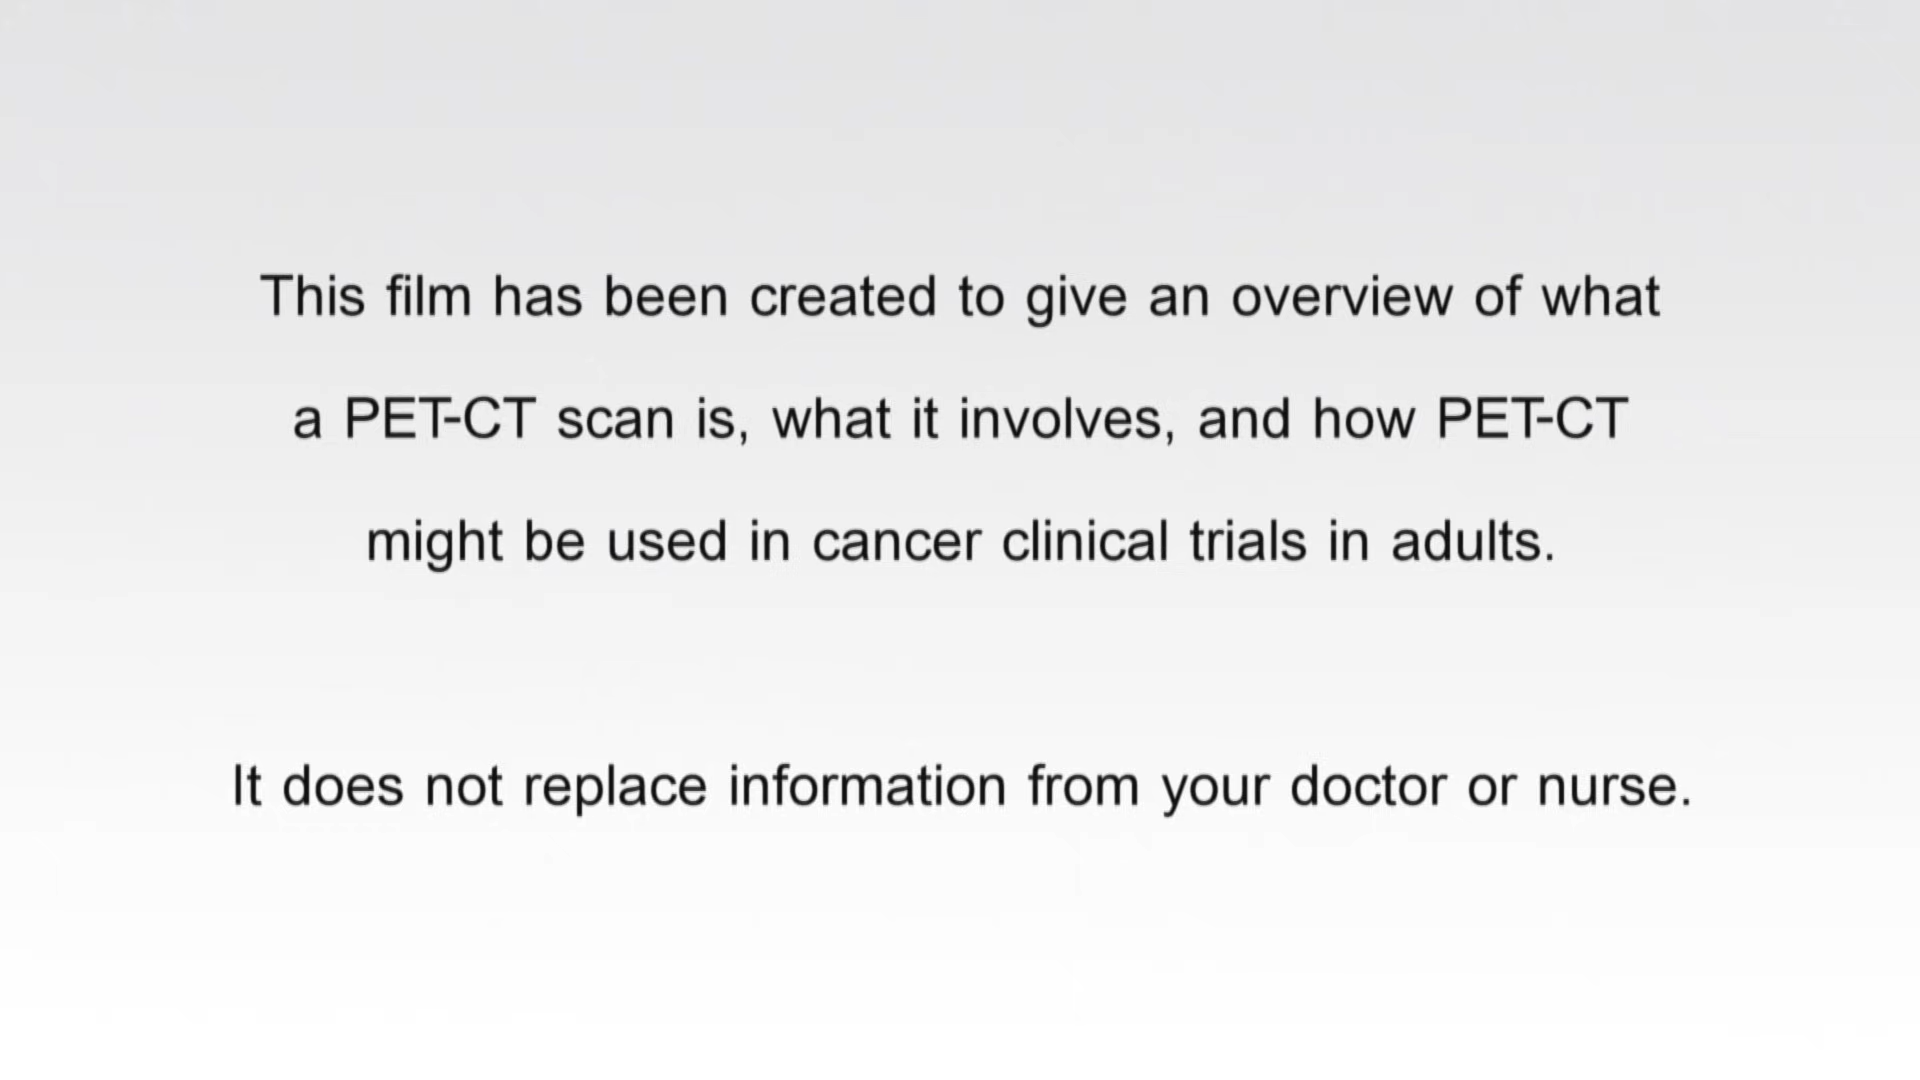 This film has been created to give an overview of what
a PET-CT scan is, what it involves, and how PET-CT
might be used in cancer clinical trials in adults.
It does not replace information from your doctor or nurse.